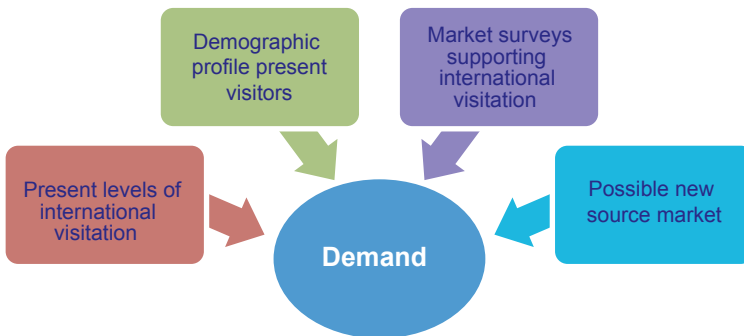 Demographic
profile present
visitors
Market surveys
supporting
international
visitation
Present levels of
international
visitation
Possible new
source market
Demand